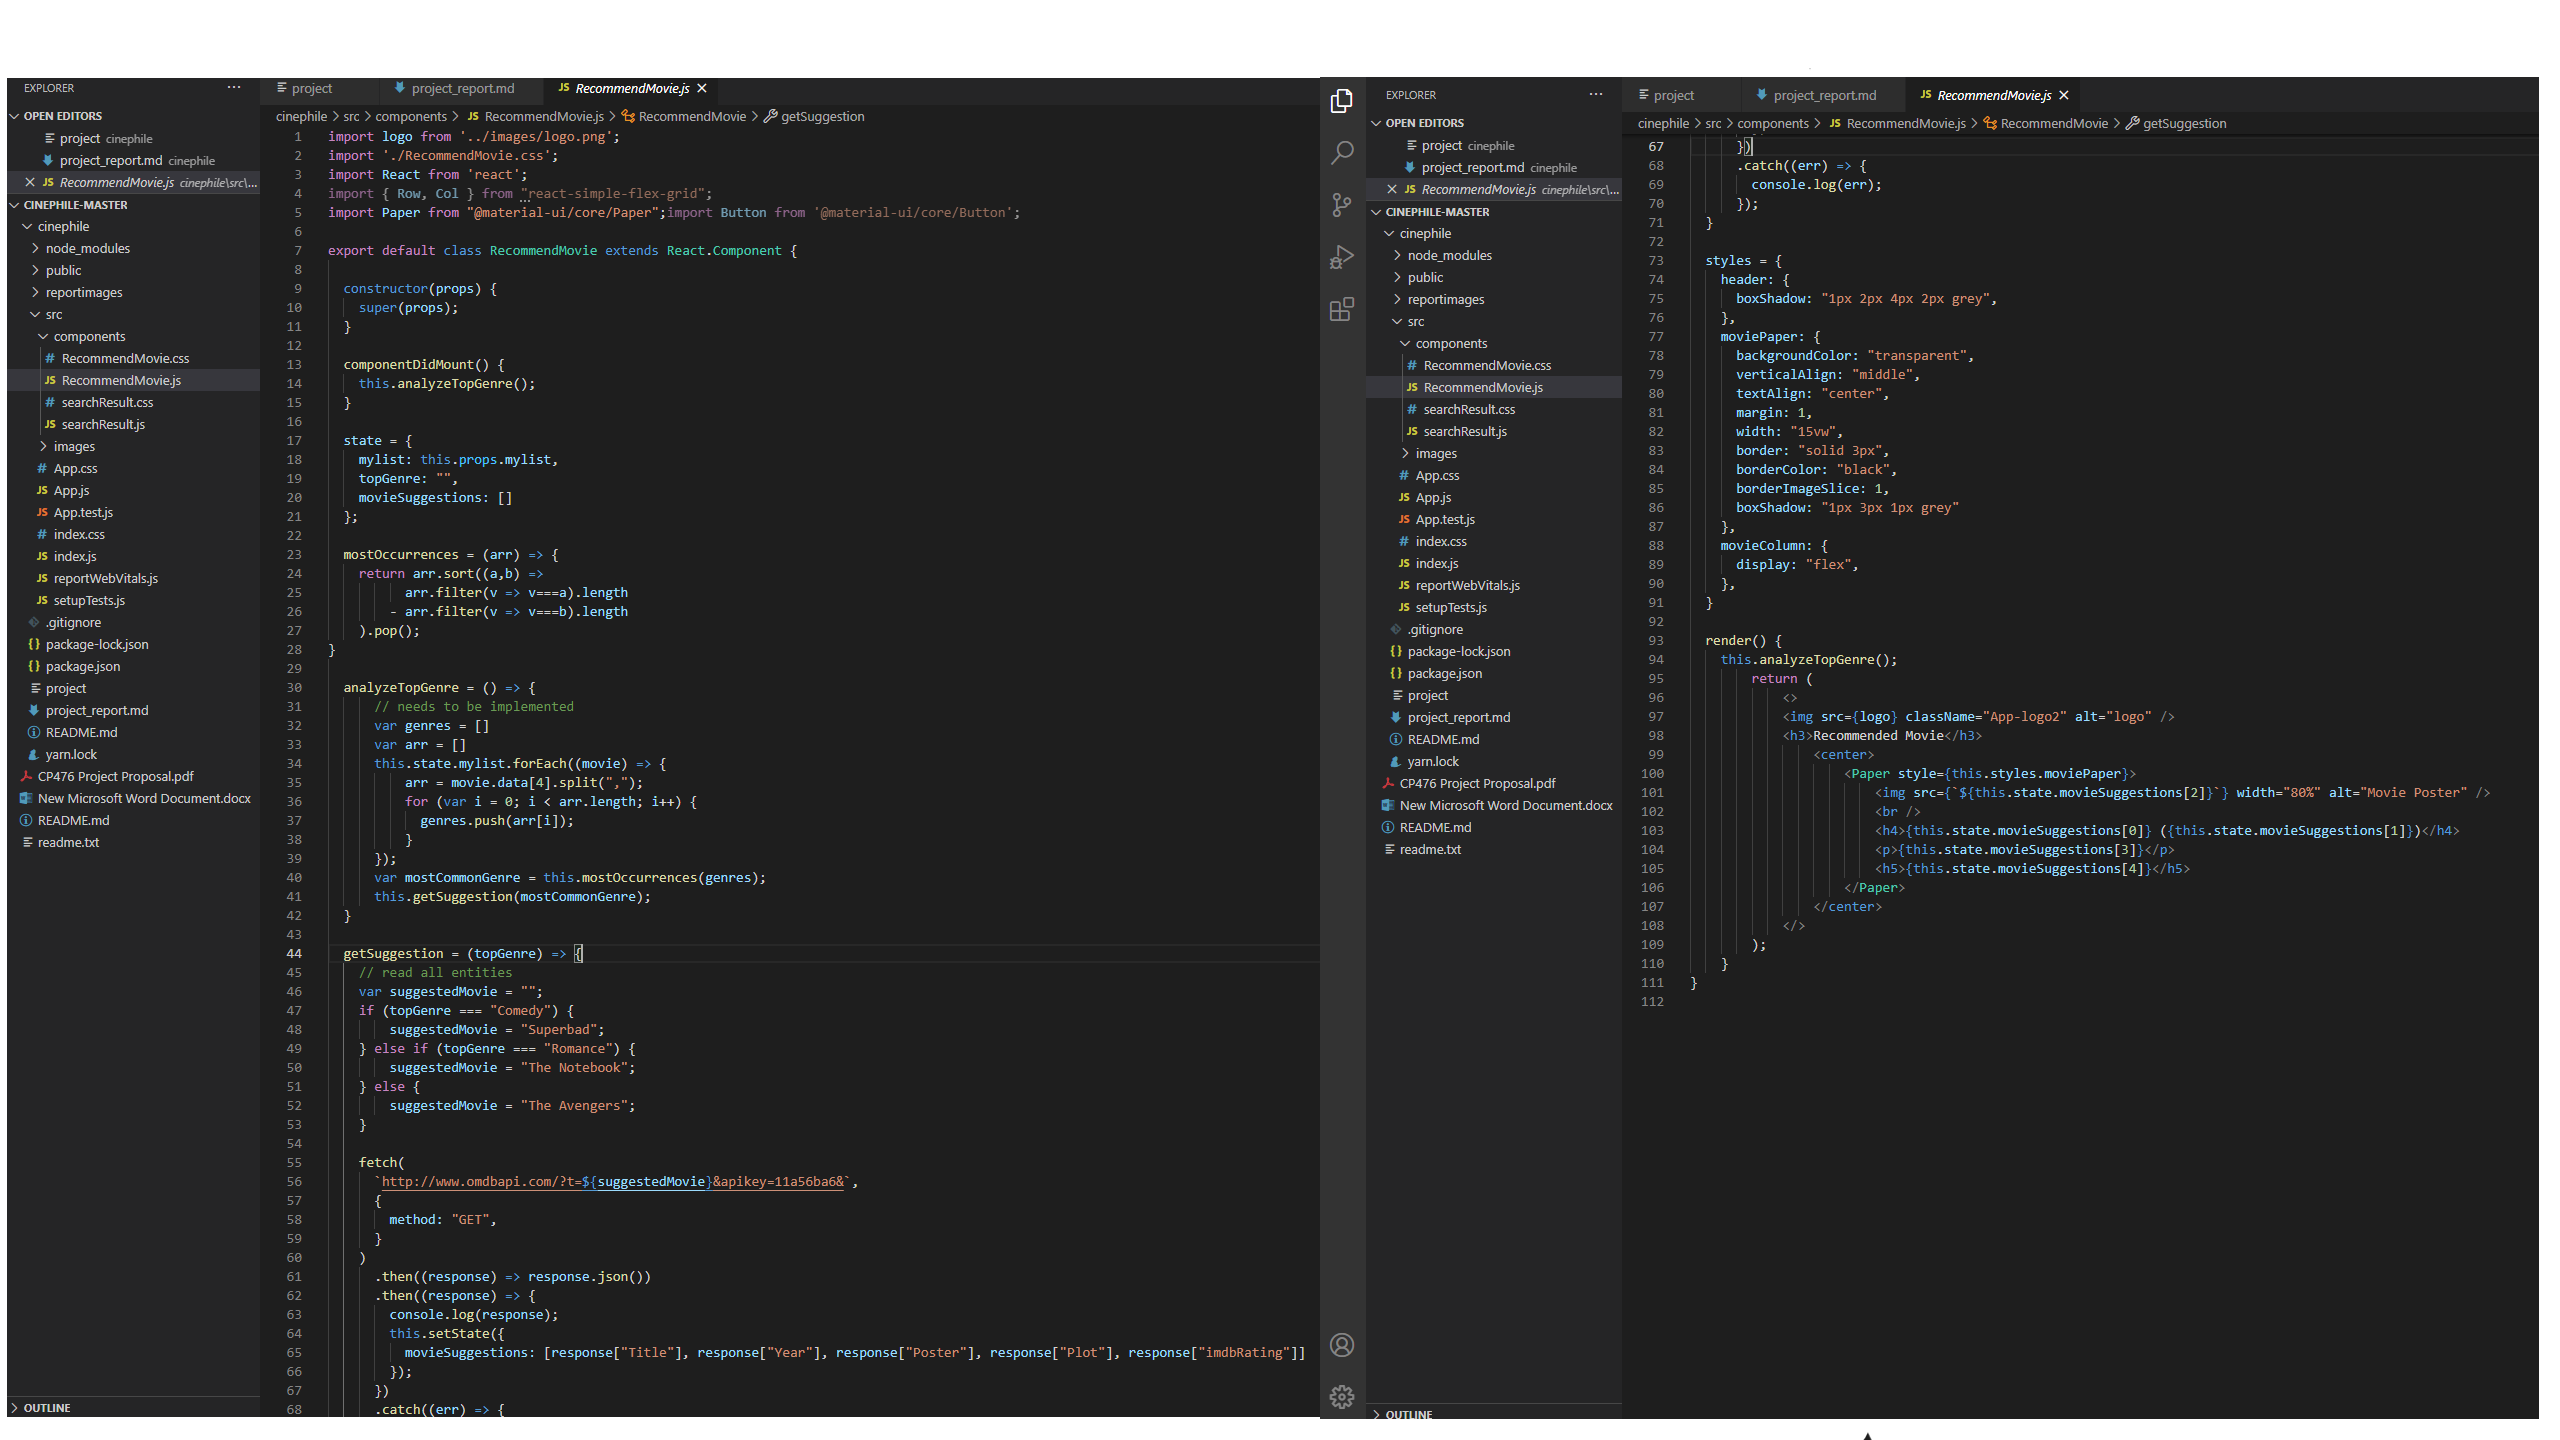 EXPLORER
OPEN EDITORS
project cinephile
project_report.md cinephile
RecommendMovie.js cinephile\src\...
CINEPHILE-MASTER
cinephile
node_modules
public
reportimages
src
components
RecommendMovie.css
RecommendMovie.js
searchResult.css
searchResult.js
images
App.css
App.js
App.test.js
index.css
index.js
reportWebVitals.js
setupTests.js
.gitignore
package-lock.json
package.json
project
project_report.md
README.md
yarn.lock
CP476 Project Proposal.pdf
New Microsoft Word Document.docx
README.md
readme.txt
OUTLINE
project project_report.md RecommendMovie.js
cinephile > src > components > JS RecommendMovie.js > RecommendMovie > getSuggestion
1 import logo from '../images/logo.png';
2 import './RecommendMovie.css';
3 import React from 'react';
4 import { Row, Col } from "react-simple-flex-grid";
5 import Paper from "@material-ui/core/Paper";import Button from '@material-ui/core/Button';
6
7 export default class RecommendMovie extends React.Component {
8
9 constructor(props) {
10 super(props);
11 }
12
13 componentDidMount() {
14 this.analyzeTopGenre();
15 }
16
17 state = {
18 mylist: this.props.mylist,
19 topGenre: "",
20 movieSuggestions: []
21 };
22
23 mostOccurrences = (arr) => {
24 return arr.sort((a,b) =>
25 arr.filter(v => v===a).length
26 - arr.filter(v => v===b).length
27 ).pop();
28 }
29
30 analyzeTopGenre = () => {
31 // needs to be implemented
32 var genres = []
33 var arr = []
34 this.state.mylist.forEach((movie) => {
35 arr = movie.data[4].split(",");
36 for (var i = 0; i < arr.length; i++) {
37 genres.push(arr[i]);
38 }
39 });
40 var mostCommonGenre = this.mostOccurrences(genres);
41 this.getSuggestion(mostCommonGenre);
42 }
43
44 getSuggestion = (topGenre) => {
45 // read all entities
46 var suggestedMovie = "";
47 if (topGenre === "Comedy") {
48 suggestedMovie = "Superbad";
49 } else if (topGenre === "Romance") {
50 suggestedMovie = "The Notebook";
51 } else {
52 suggestedMovie = "The Avengers";
53 }
54
55 fetch(
56 `http://www.omdbapi.com/?t=${suggestedMovie}&apikey=11a56ba6&`,
57 {
58 method: "GET",
59 }
60 )
61 .then((response) => response.json())
62 .then((response) => {
63 console.log(response);
64 this.setState({
65 movieSuggestions: [response["Title"], response["Year"], response["Poster"], response["Plot"], response["imdbRating"]]
66 });
67 })
68 .catch((err) => {
EXPLORER
OPEN EDITORS
project cinephile
project_report.md cinephile
RecommendMovie.js cinephile\src\...
CINEPHILE-MASTER
cinephile
node_modules
public
reportimages
src
components
RecommendMovie.css
RecommendMovie.js
searchResult.css
searchResult.js
images
App.css
App.js
App.test.js
index.css
index.js
reportWebVitals.js
setupTests.js
.gitignore
package-lock.json
package.json
project
project_report.md
README.md
yarn.lock
CP476 Project Proposal.pdf
New Microsoft Word Document.docx
README.md
readme.txt
OUTLINE
project project_report.md RecommendMovie.js
cinephile > src > components > JS RecommendMovie.js > RecommendMovie > getSuggestion
67 })
68 .catch((err) => {
69 console.log(err);
70 });
71 }
72
73 styles = {
74 header: {
75 boxShadow: "1px 2px 4px 2px grey",
76 },
77 moviePaper: {
78 backgroundColor: "transparent",
79 verticalAlign: "middle",
80 textAlign: "center",
81 margin: 1,
82 width: "15vw",
83 border: "solid 3px",
84 borderColor: "black",
85 borderImageSlice: 1,
86 boxShadow: "1px 3px 1px grey"
87 },
88 movieColumn: {
89 display: "flex",
90 },
91 }
92
93 render() {
94 this.analyzeTopGenre();
95 return (
96 <>
97 <img src={logo} className="App-logo2" alt="logo" />
98 <h3>Recommended Movie</h3>
99 <center>
100 <Paper style={this.styles.moviePaper}>
101 <img src={`${this.state.movieSuggestions[2]}`} width="80%" alt="Movie Poster" />
102 <br />
103 <h4>{this.state.movieSuggestions[0]} ({this.state.movieSuggestions[1]})</h4>
104 <p>{this.state.movieSuggestions[3]}</p>
105 <h5>{this.state.movieSuggestions[4]}</h5>
106 </Paper>
107 </center>
108 </>
109 );
110 }
111 }
112